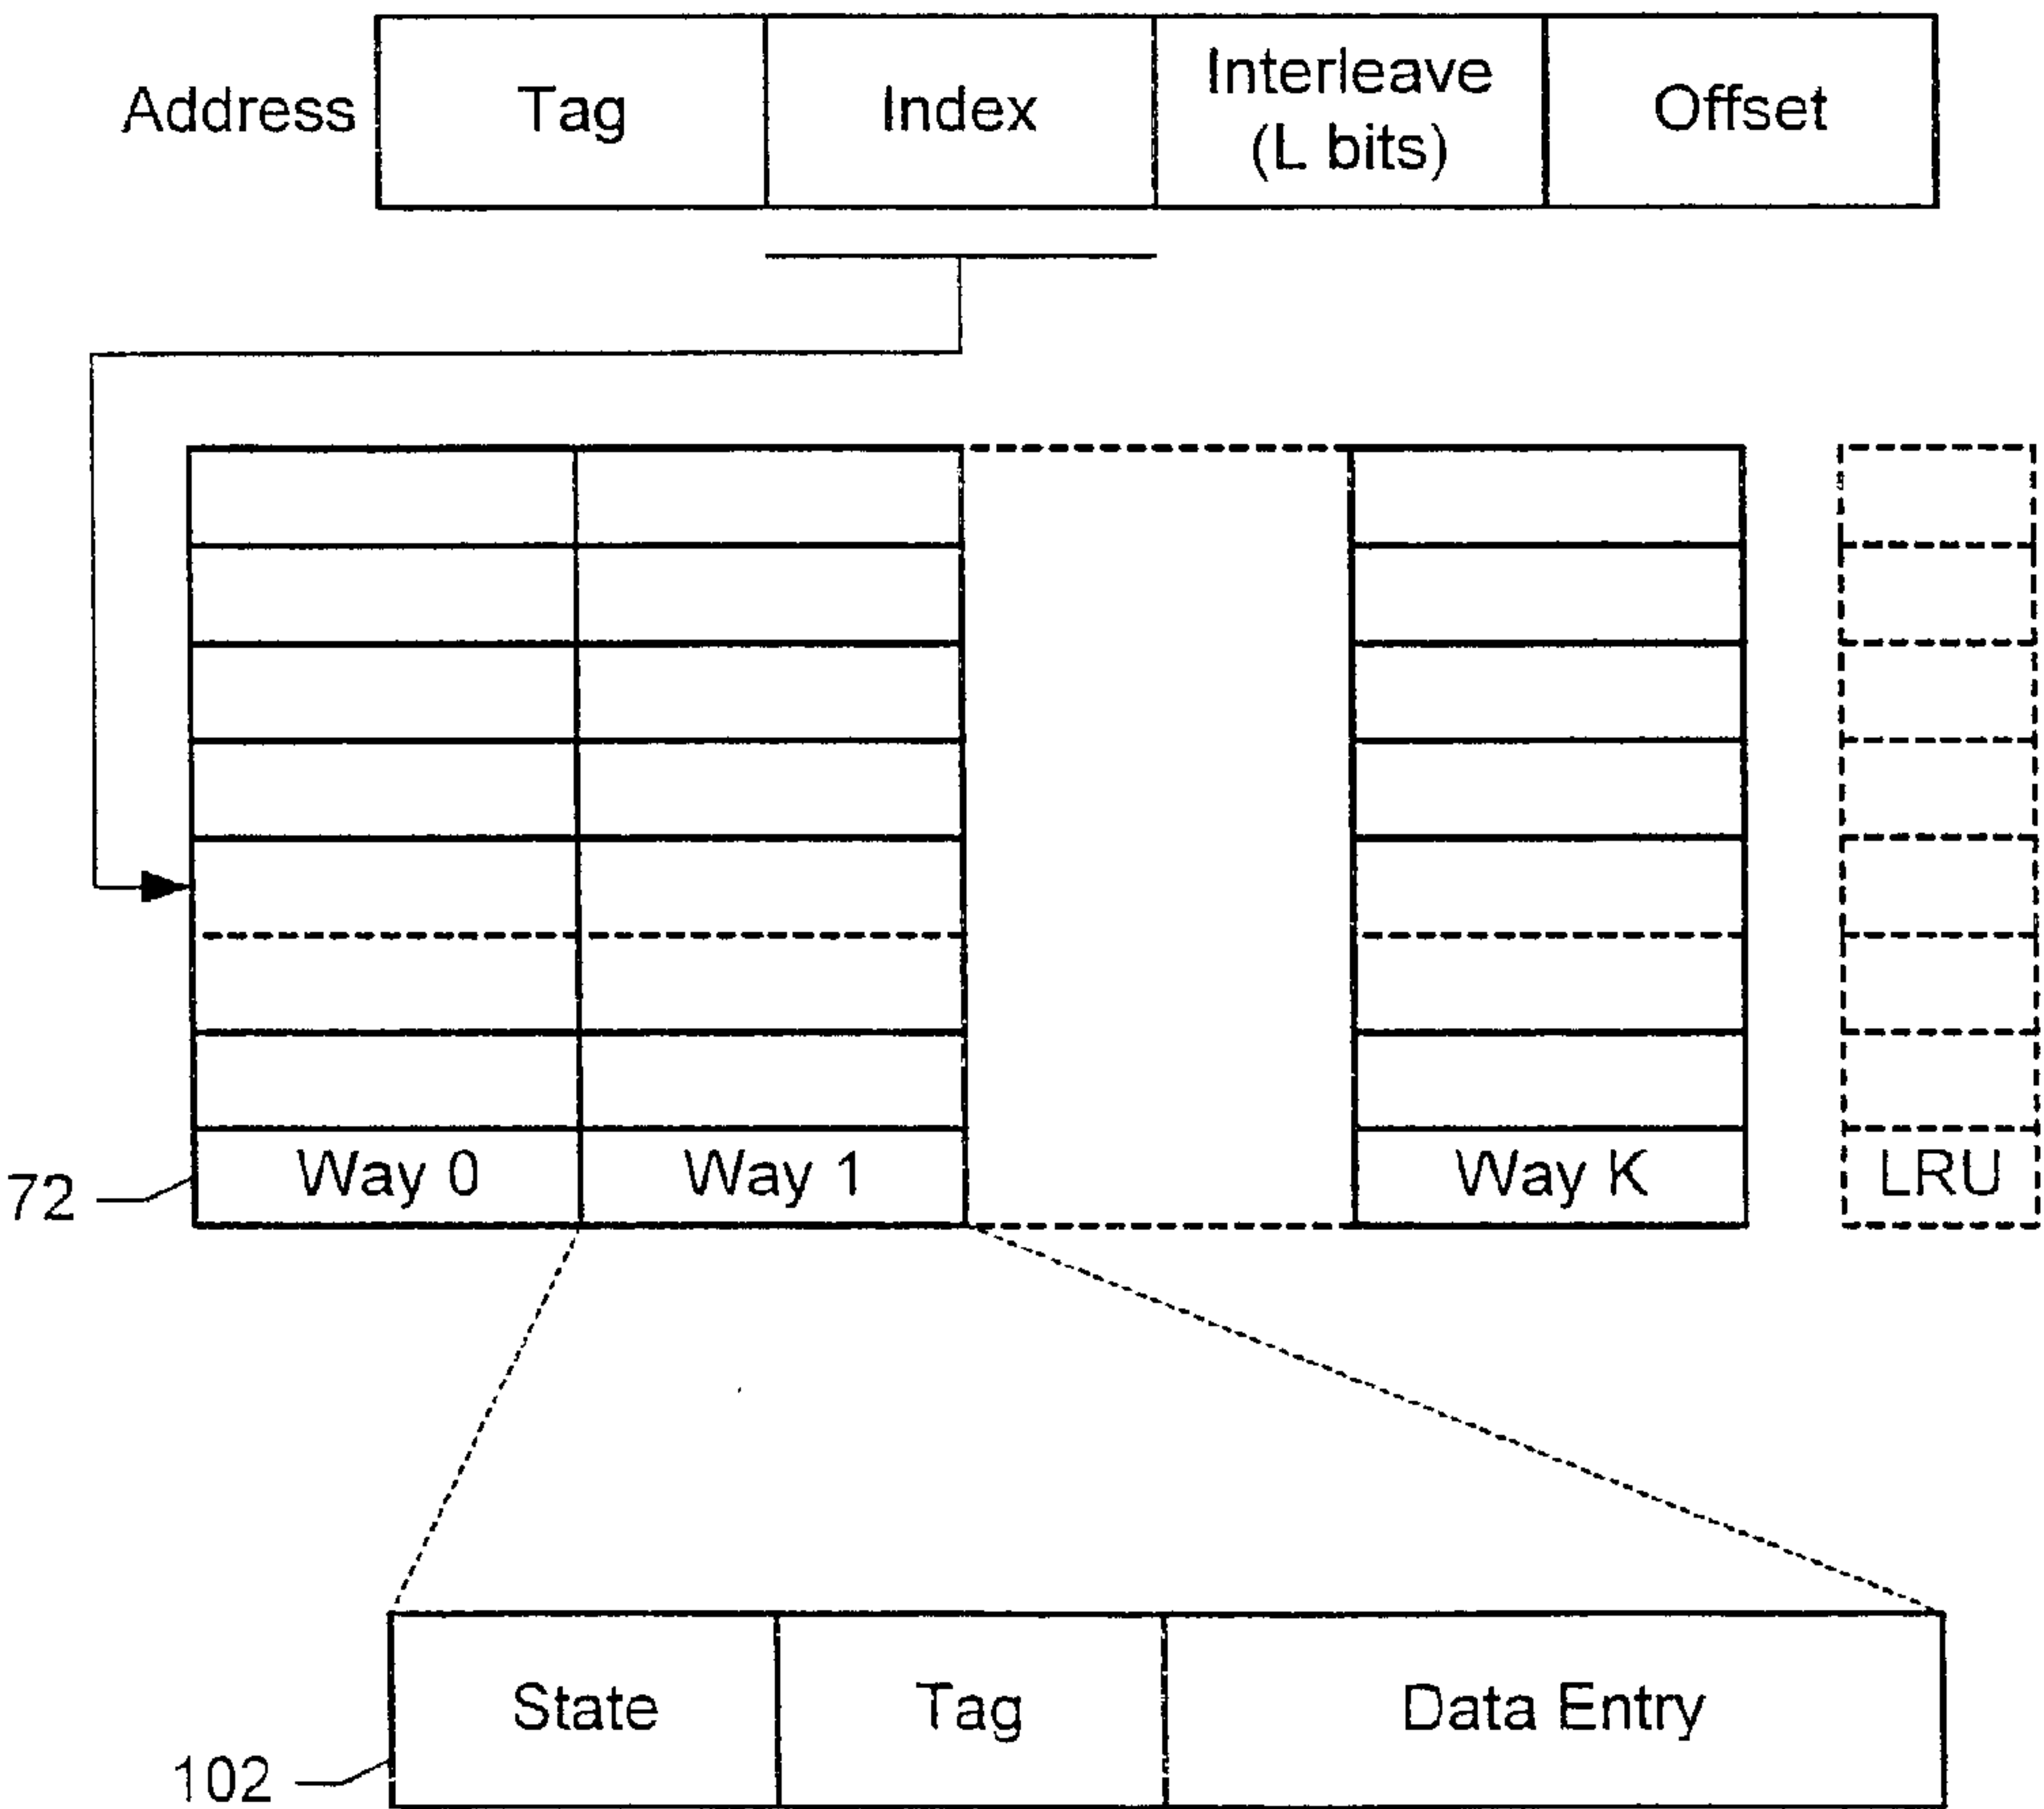 Address Tag Index Interleave (L bits) Offset
72 Way 0 Way 1 Way K LRU
State Tag Data Entry
102